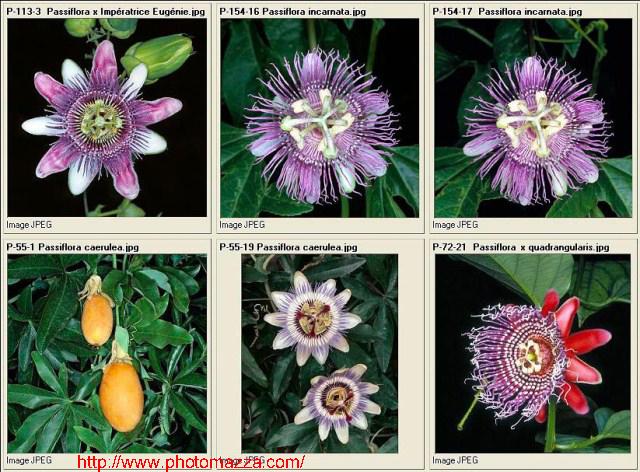 P-113-3 Passiflora x Impératrice Eugénie.jpg
P-154-16 Passiflora incarnata.jpg
P-154-17 Passiflora incarnata.jpg
Image JPEG
Image JPEG
Image JPEG
P-55-1 Passiflora caerulea.jpg
P-55-19 Passiflora caerulea.jpg
P-72-21 Passiflora x quadrangularis.jpg
Image JPEG
Image JPEG
Image JPEG
http://www.photomazza.com/